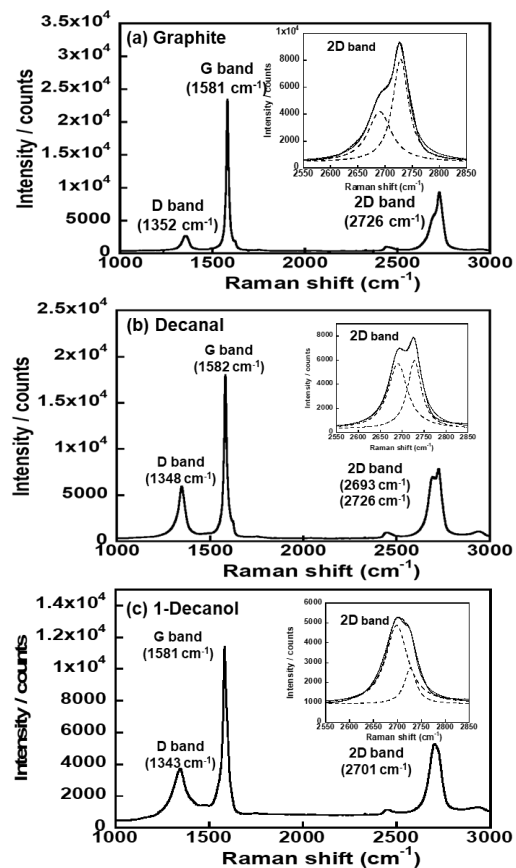 (a) Graphite
G band
(1581 cm⁻¹)
D band
(1352 cm⁻¹)
2D band
(2726 cm⁻¹)
Intensity / counts
3.5x10⁴
3x10⁴
2.5x10⁴
2x10⁴
1.5x10⁴
1x10⁴
5000
0
1000 1500 2000 2500 3000
Raman shift (cm⁻¹)
1x10⁴
2D band
Intensity / counts
8000
6000
4000
2000
0
2550 2600 2650 2700 2750 2800 2850
Raman shift (cm⁻¹)
(b) Decanal
G band
(1582 cm⁻¹)
D band
(1348 cm⁻¹)
2D band
(2693 cm⁻¹)
(2726 cm⁻¹)
Intensity / counts
2.5x10⁴
2x10⁴
1.5x10⁴
1x10⁴
5000
0
1000 1500 2000 2500 3000
Raman shift (cm⁻¹)
2D band
Intensity / counts
8000
6000
4000
2000
0
2550 2600 2650 2700 2750 2800 2850
Raman shift (cm⁻¹)
(c) 1-Decanol
G band
(1581 cm⁻¹)
D band
(1343 cm⁻¹)
2D band
(2701 cm⁻¹)
Intensity / counts
1.4x10⁴
1.2x10⁴
1x10⁴
8000
6000
4000
2000
0
1000 1500 2000 2500 3000
Raman shift (cm⁻¹)
2D band
Intensity / counts
6000
5000
4000
3000
2000
1000
0
2550 2600 2650 2700 2750 2800 2850
Raman shift (cm⁻¹)